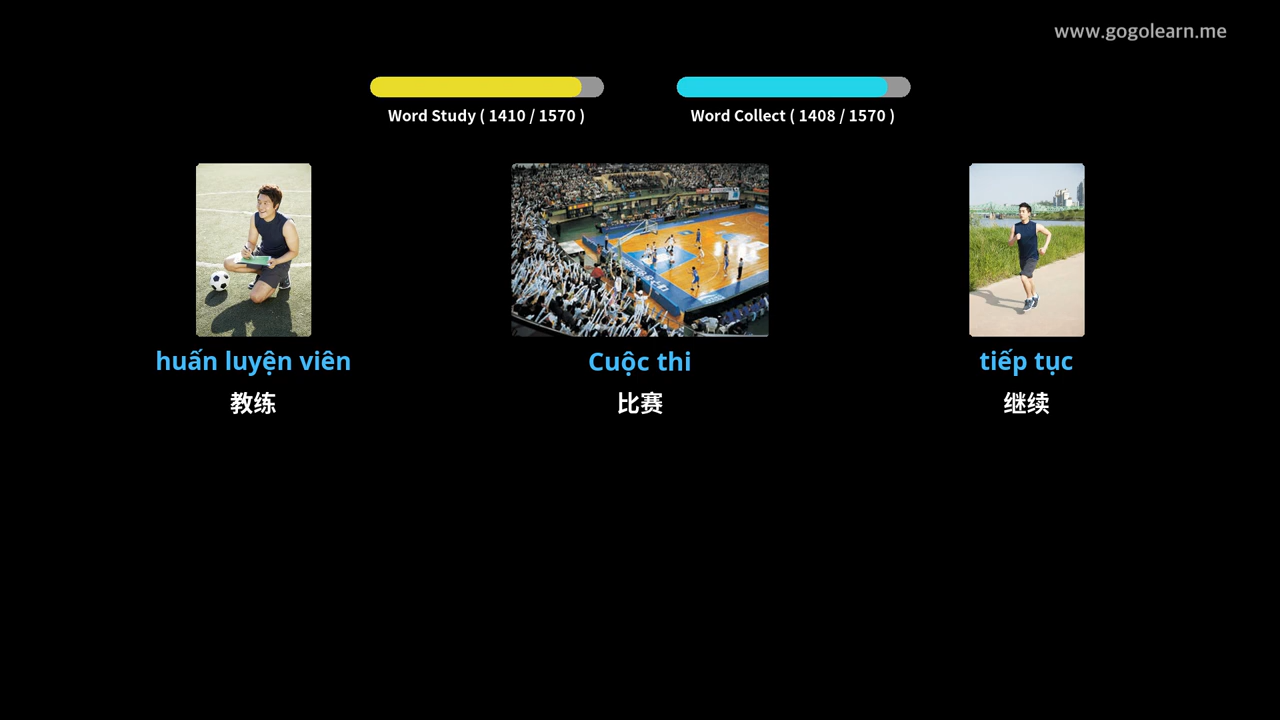 www.gogolearn.me
Word Study ( 1410 / 1570 )
Word Collect ( 1408 / 1570 )
huấn luyện viên
教练
Cuộc thi
比赛
tiếp tục
继续